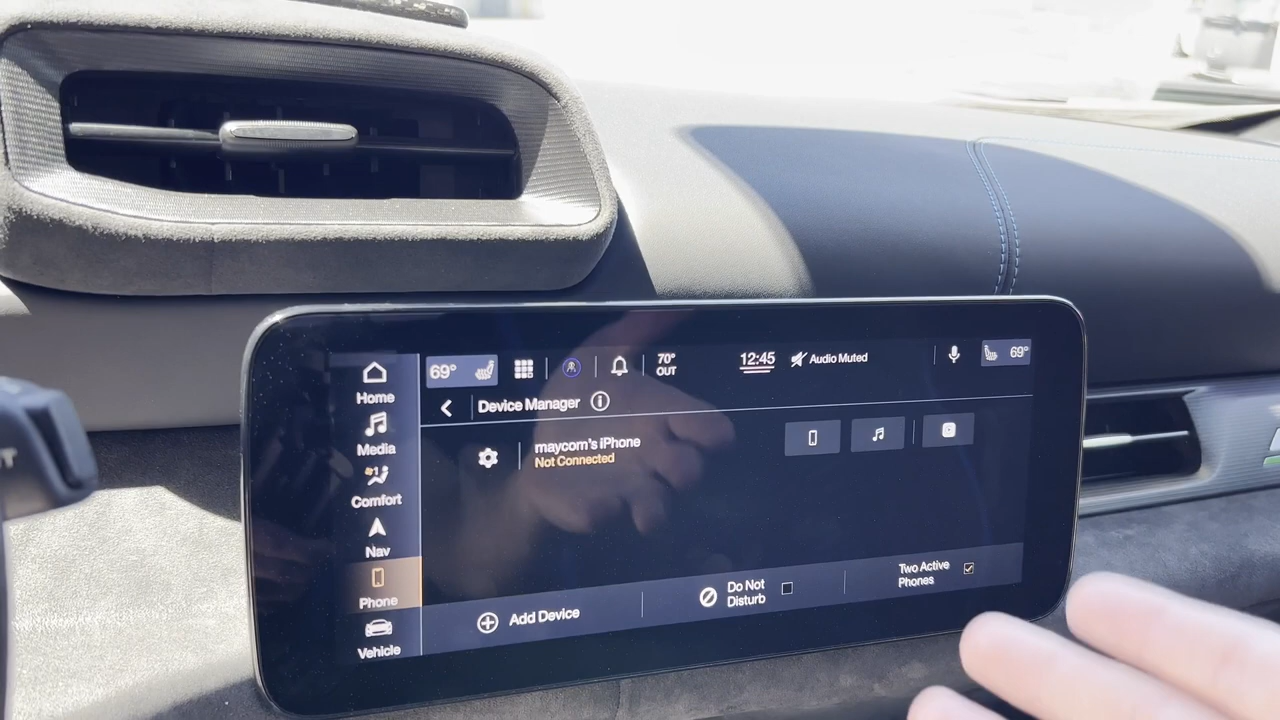 Home
Media
Comfort
Nav
Phone
Vehicle
69°
70°
OUT
12:45
Audio Muted
69°
Device Manager
maycom's iPhone
Not Connected
Add Device
Do Not
Disturb
Two Active
Phones